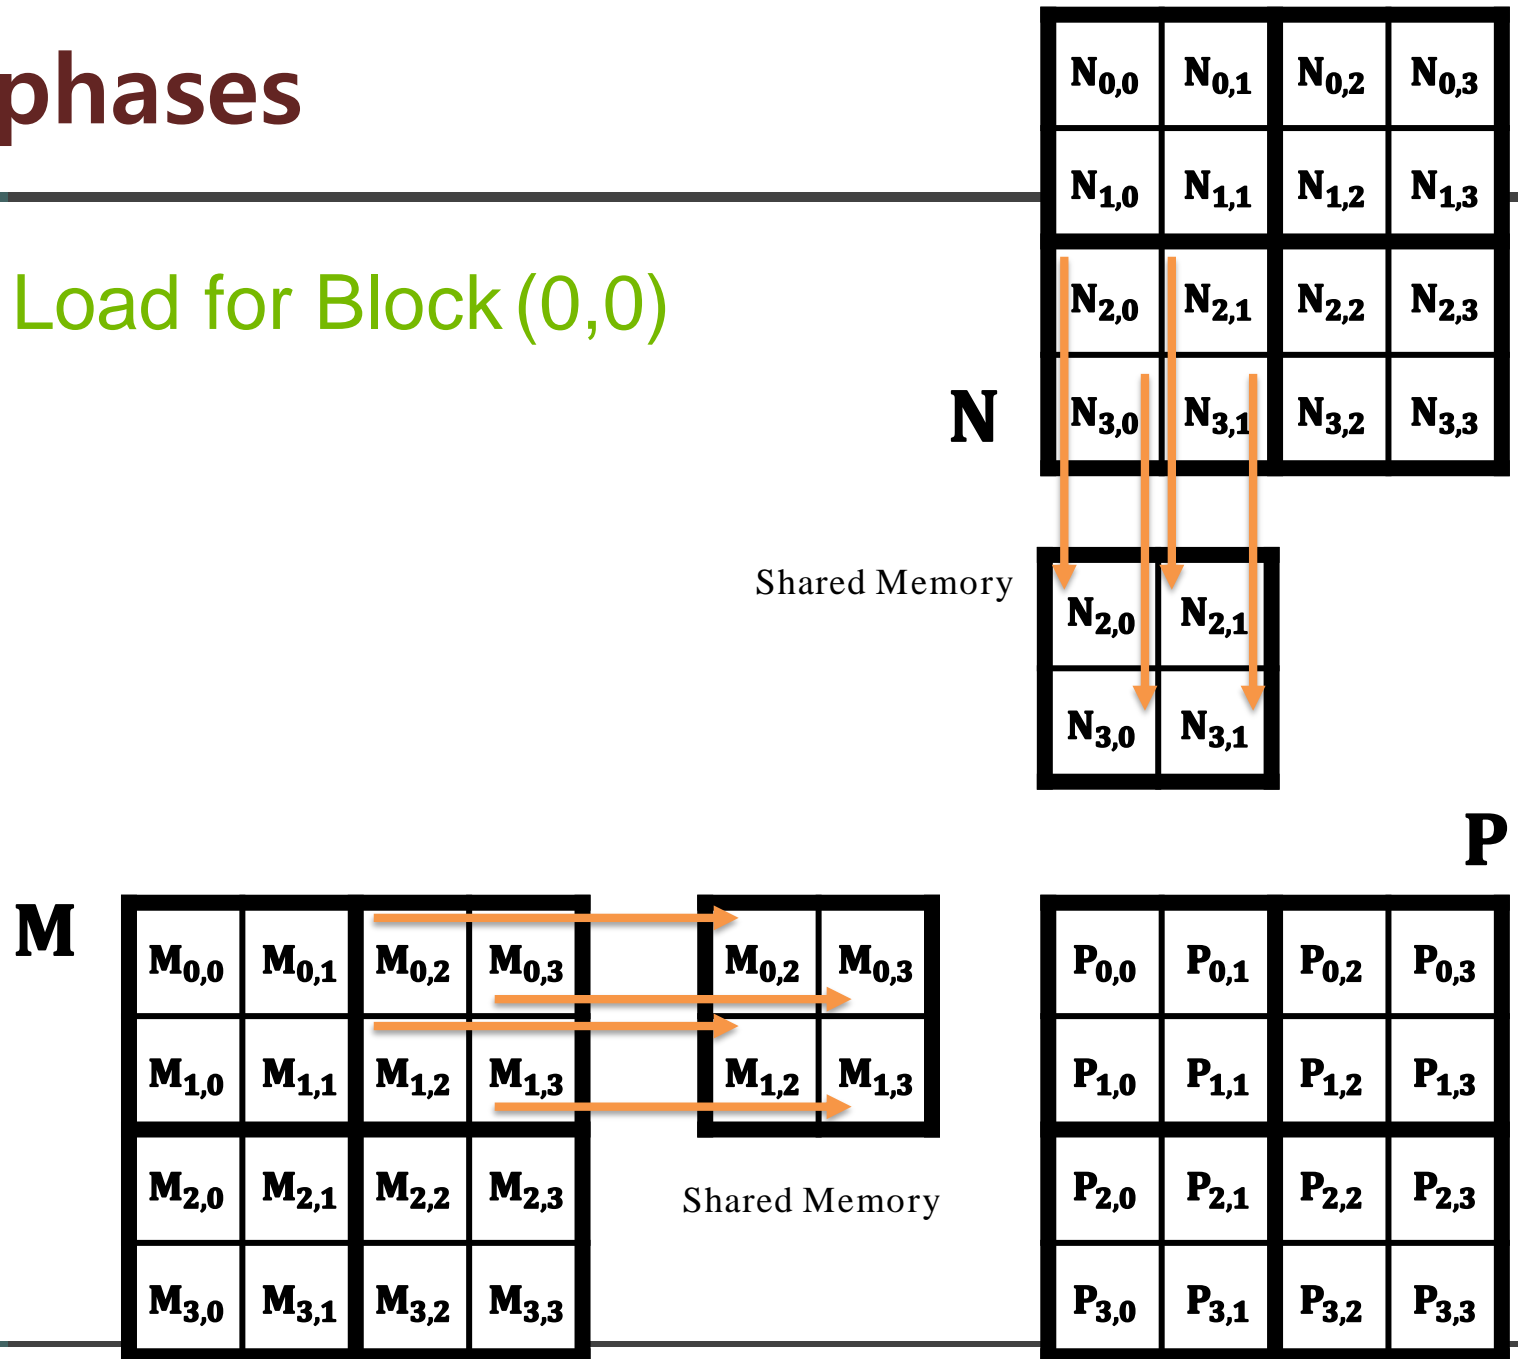 phases
Load for Block (0,0)
N
N0,0 N0,1 N0,2 N0,3
N1,0 N1,1 N1,2 N1,3
N2,0 N2,1 N2,2 N2,3
N3,0 N3,1 N3,2 N3,3
Shared Memory
N2,0 N2,1
N3,0 N3,1
M
M0,0 M0,1 M0,2 M0,3
M1,0 M1,1 M1,2 M1,3
M2,0 M2,1 M2,2 M2,3
M3,0 M3,1 M3,2 M3,3
M0,2 M0,3
M1,2 M1,3
Shared Memory
P
P0,0 P0,1 P0,2 P0,3
P1,0 P1,1 P1,2 P1,3
P2,0 P2,1 P2,2 P2,3
P3,0 P3,1 P3,2 P3,3